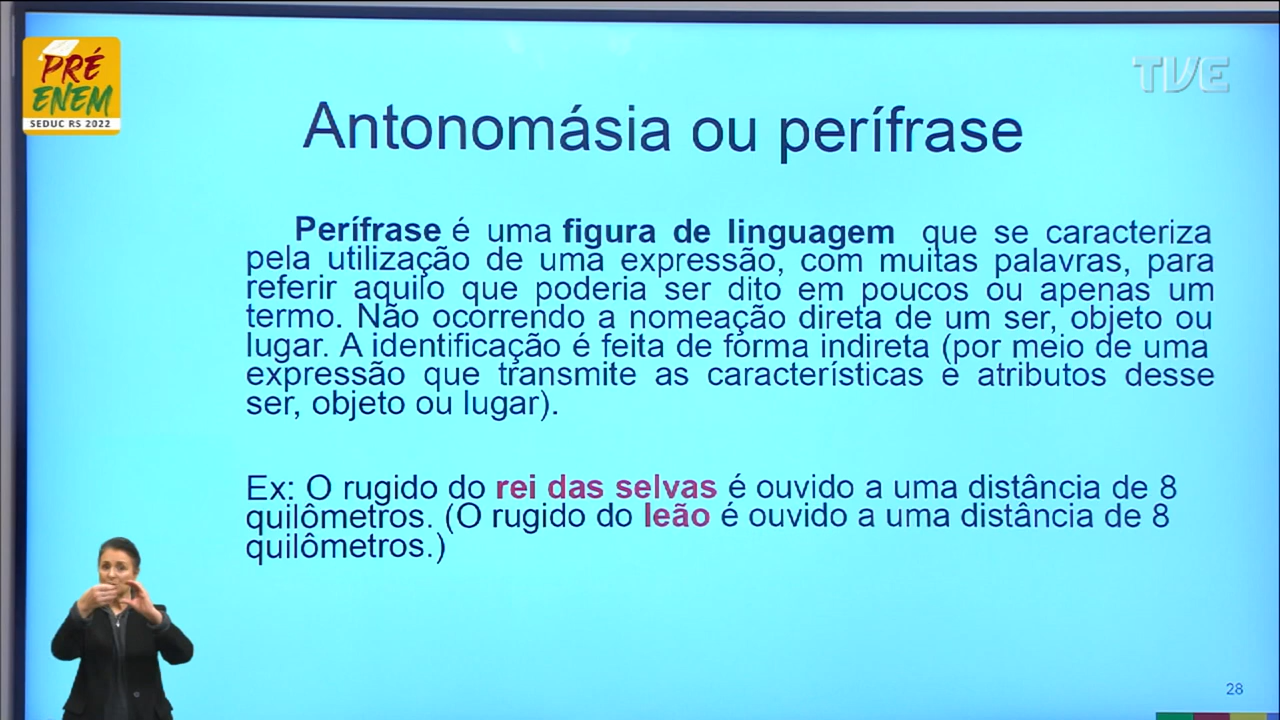 PRÉ
ENEM
SEDUC RS 2022
TVE
Antonomásia ou perífrase
Perífrase é uma figura de linguagem que se caracteriza
pela utilização de uma expressão, com muitas palavras, para
referir aquilo que poderia ser dito em poucos ou apenas um
termo. Não ocorrendo a nomeação direta de um ser, objeto ou
lugar. A identificação é feita de forma indireta (por meio de uma
expressão que transmite as características e atributos desse
ser, objeto ou lugar).
Ex: O rugido do rei das selvas é ouvido a uma distância de 8
quilômetros. (O rugido do leão é ouvido a uma distância de 8
quilômetros.)
28